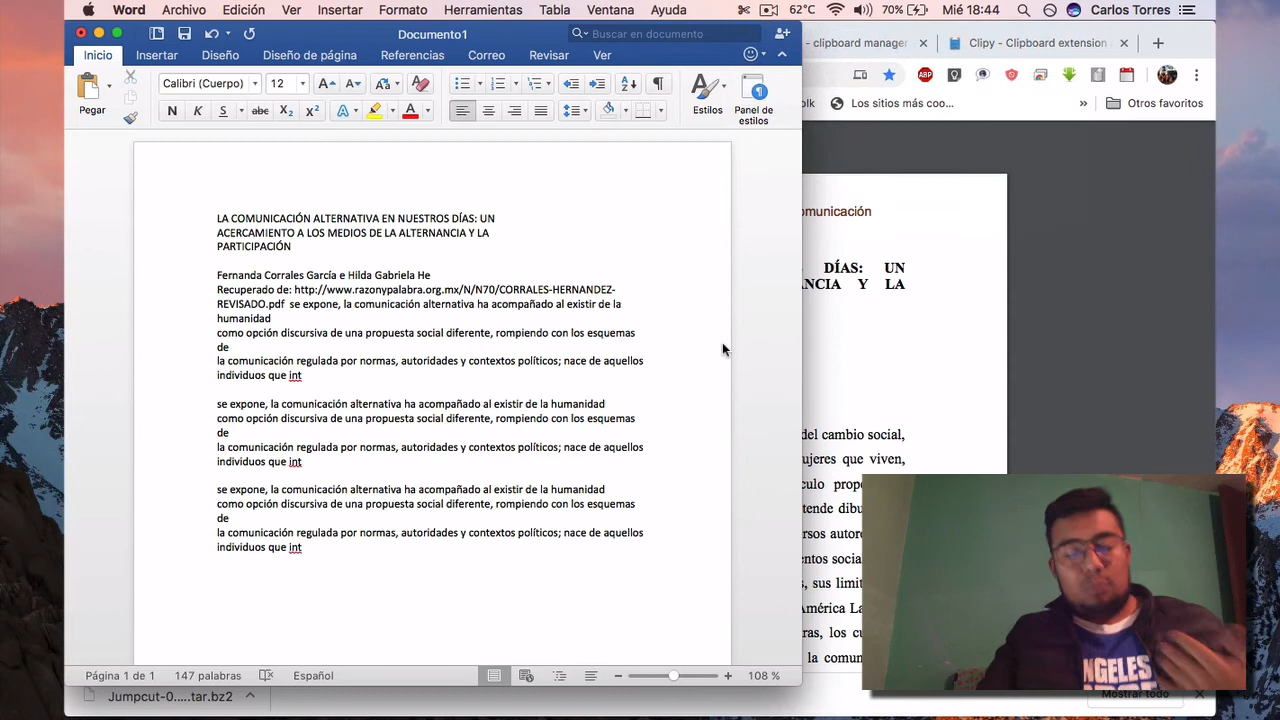 Word Archivo Edición Ver Insertar Formato Herramientas Tabla Ventana Ayuda 62°C 70% Mié 18:44 Carlos Torres
Documento1 Buscar en documento
- clipboard manager Clipy - Clipboard extension
Inicio Insertar Diseño Diseño de página Referencias Correo Revisar Ver
Pegar Calibri (Cuerpo) 12 Estilos Panel de estilos
N K S abc X₂ X² A A
ABP
Los sitios más coo... » Otros favoritos
LA COMUNICACIÓN ALTERNATIVA EN NUESTROS DÍAS: UN
ACERCAMIENTO A LOS MEDIOS DE LA ALTERNANCIA Y LA
PARTICIPACIÓN
Fernanda Corrales García e Hilda Gabriela He
Recuperado de: http://www.razonypalabra.org.mx/N/N70/CORRALES-HERNANDEZ-
REVISADO.pdf se expone, la comunicación alternativa ha acompañado al existir de la
humanidad
como opción discursiva de una propuesta social diferente, rompiendo con los esquemas
de
la comunicación regulada por normas, autoridades y contextos políticos; nace de aquellos
individuos que int
se expone, la comunicación alternativa ha acompañado al existir de la humanidad
como opción discursiva de una propuesta social diferente, rompiendo con los esquemas
de
la comunicación regulada por normas, autoridades y contextos políticos; nace de aquellos
individuos que int
se expone, la comunicación alternativa ha acompañado al existir de la humanidad
como opción discursiva de una propuesta social diferente, rompiendo con los esquemas
de
la comunicación regulada por normas, autoridades y contextos políticos; nace de aquellos
individuos que int
omunicación
DÍAS: UN
ANCIA Y LA
del cambio social,
ujeres que viven,
culo prop
tende dibu
ersos autor
entos socia
, sus limit
América La
ras, los cu
la comun
ANGELES
Página 1 de 1 147 palabras Español 108 %
Jumpcut-0....tar.bz2 Mostrar todo